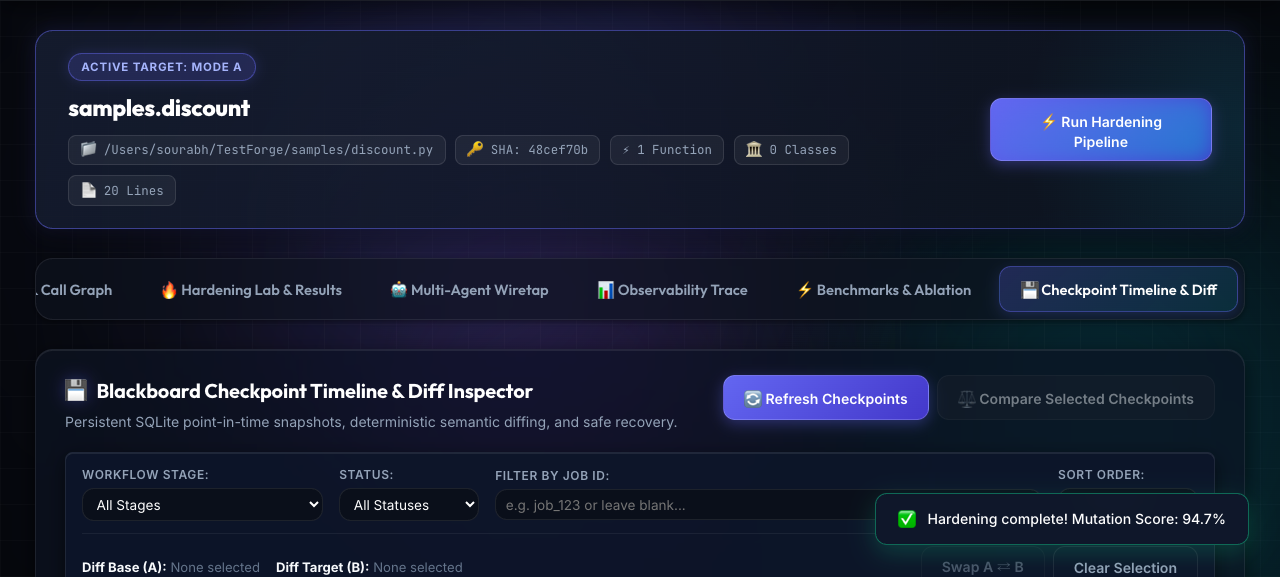 ACTIVE TARGET: MODE A
samples.discount
/Users/sourabh/TestForge/samples/discount.py
SHA: 48cef70b
1 Function
0 Classes
20 Lines
⚡ Run Hardening
Pipeline
Call Graph
🔥 Hardening Lab & Results
🤖 Multi-Agent Wiretap
📊 Observability Trace
⚡ Benchmarks & Ablation
💾 Checkpoint Timeline & Diff
💾 Blackboard Checkpoint Timeline & Diff Inspector
Persistent SQLite point-in-time snapshots, deterministic semantic diffing, and safe recovery.
🔄 Refresh Checkpoints
⚖️ Compare Selected Checkpoints
WORKFLOW STAGE:
All Stages
STATUS:
All Statuses
FILTER BY JOB ID:
e.g. job_123 or leave blank...
SORT ORDER:
✅ Hardening complete! Mutation Score: 94.7%
Diff Base (A): None selected
Diff Target (B): None selected
Swap A ⇄ B
Clear Selection